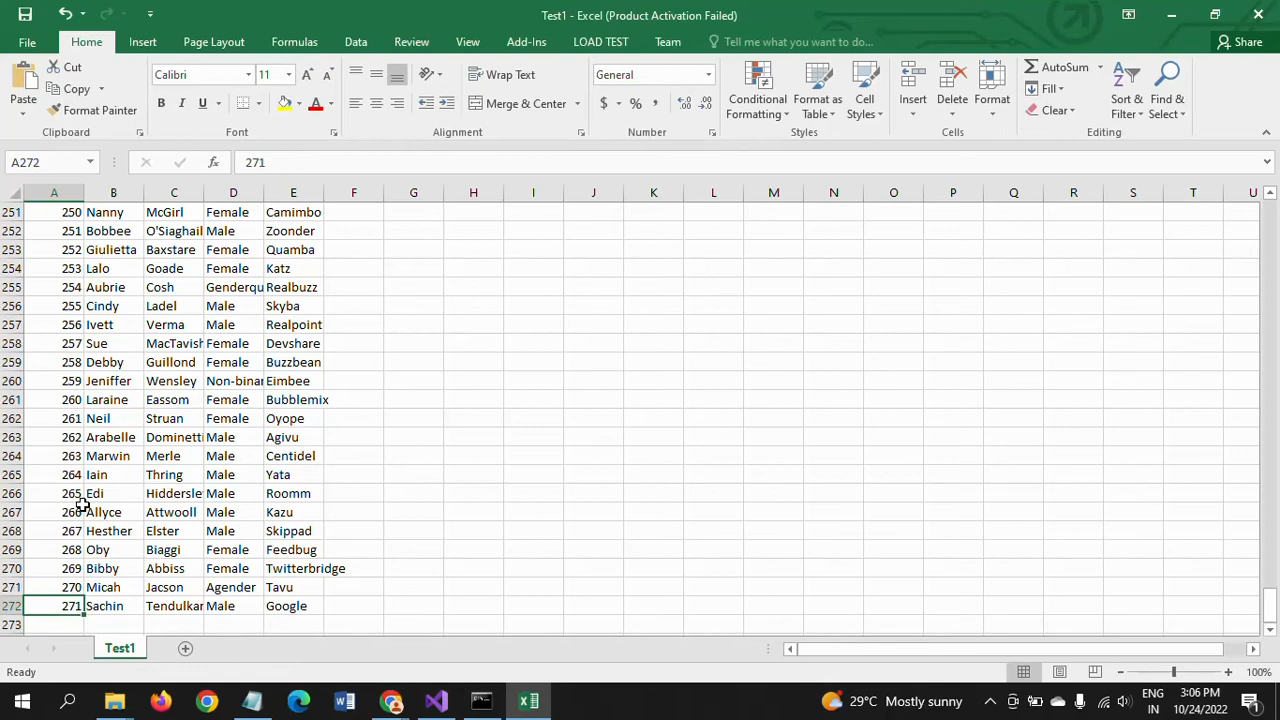 Test1 - Excel (Product Activation Failed)
File Home Insert Page Layout Formulas Data Review View Add-Ins LOAD TEST Team Tell me what you want to do... Share
Paste Cut Copy Format Painter
Calibri 11 B I U A A A
Wrap Text Merge & Center
General $ % ,
Conditional Formatting Format as Table Cell Styles
Insert Delete Format
AutoSum Fill Clear Sort & Filter Find & Select
Clipboard Font Alignment Number Styles Cells Editing
A272 fx 271
A B C D E F G H I J K L M N O P Q R S T U
251 250 Nanny McGirl Female Camimbo
252 251 Bobbee O'Siaghail Male Zoonder
253 252 Giulietta Baxstare Female Quamba
254 253 Lalo Goade Female Katz
255 254 Aubrie Cosh Genderqu Realbuzz
256 255 Cindy Ladel Male Skyba
257 256 Ivett Verma Male Realpoint
258 257 Sue MacTavish Female Devshare
259 258 Debby Guillond Female Buzzbean
260 259 Jeniffer Wensley Non-binar Eimbee
261 260 Laraine Eassom Female Bubblemix
262 261 Neil Struan Female Oyope
263 262 Arabelle Dominetti Male Agivu
264 263 Marwin Merle Male Centidel
265 264 Iain Thring Male Yata
266 265 Edi Hiddersle Male Roomm
267 266 Allyce Attwooll Male Kazu
268 267 Hesther Elster Male Skippad
269 268 Oby Biaggi Female Feedbug
270 269 Bibby Abbiss Female Twitterbridge
271 270 Micah Jacson Agender Tavu
272 271 Sachin Tendulkar Male Google
273
Test1
Ready 100%
29°C Mostly sunny ENG IN 5:06 PM 10/24/2022 1